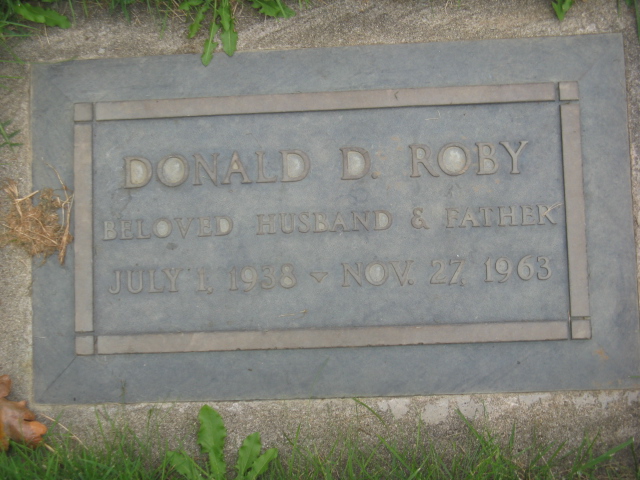 DONALD D. ROBY
BELOVED HUSBAND & FATHER
JULY 1, 1938 - NOV. 27, 1963